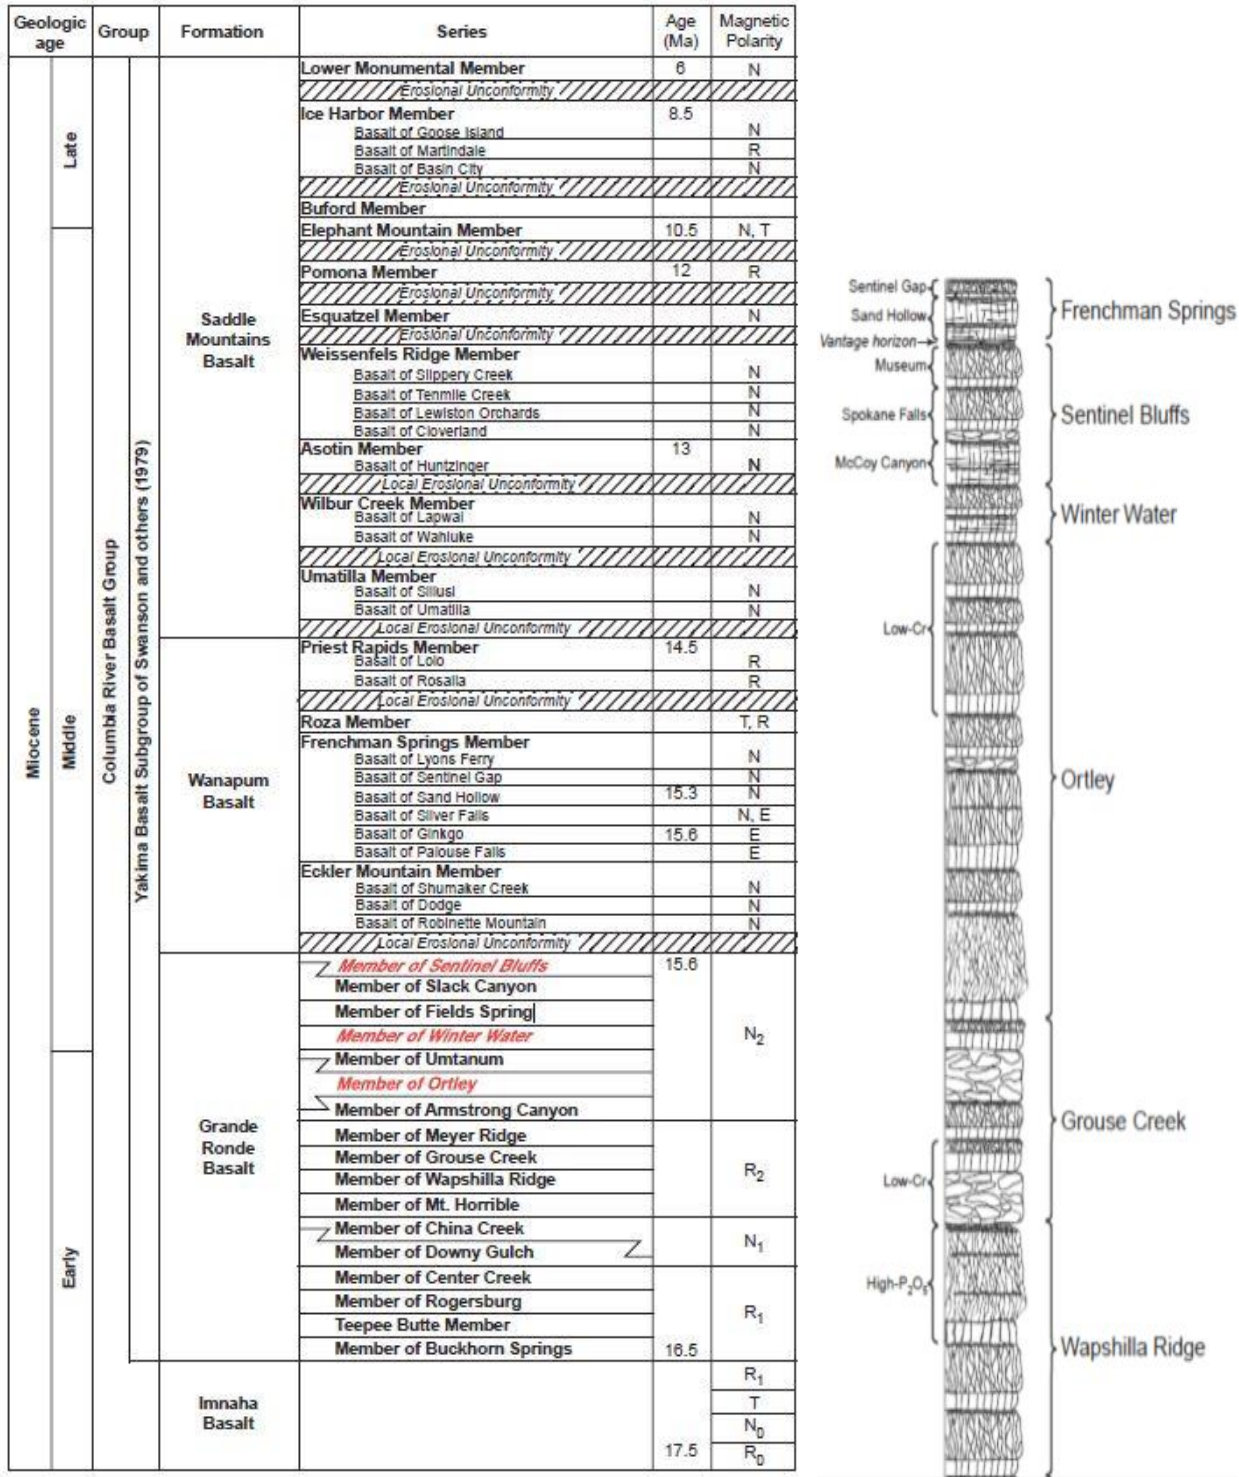 Geologic age Group Formation Series Age (Ma) Magnetic Polarity
Miocene
Late
Middle
Early
Columbia River Basalt Group
Yakima Basalt Subgroup of Swanson and others (1979)
Saddle Mountains Basalt
Lower Monumental Member 6 N
Erosional Unconformity
Ice Harbor Member 8.5
Basalt of Goose Island N
Basalt of Martindale R
Basalt of Basin City N
Erosional Unconformity
Buford Member
Elephant Mountain Member 10.5 N, T
Erosional Unconformity
Pomona Member 12 R
Erosional Unconformity
Esquatzel Member N
Erosional Unconformity
Weissenfels Ridge Member
Basalt of Slippery Creek N
Basalt of Tenmile Creek N
Basalt of Lewiston Orchards N
Basalt of Cloverland N
Asotin Member 13
Basalt of Huntzinger N
Local Erosional Unconformity
Wilbur Creek Member
Basalt of Lapwai N
Basalt of Wahluke N
Local Erosional Unconformity
Umatilla Member
Basalt of Sillusi N
Basalt of Umatilla N
Local Erosional Unconformity
Wanapum Basalt
Priest Rapids Member 14.5
Basalt of Lolo R
Basalt of Rosalia R
Local Erosional Unconformity
Roza Member T, R
Frenchman Springs Member
Basalt of Lyons Ferry N
Basalt of Sentinel Gap N
Basalt of Sand Hollow 15.3 N
Basalt of Silver Falls N, E
Basalt of Ginkgo 15.6 E
Basalt of Palouse Falls E
Eckler Mountain Member
Basalt of Shumaker Creek N
Basalt of Dodge N
Basalt of Robinette Mountain N
Local Erosional Unconformity
Grande Ronde Basalt
Member of Sentinel Bluffs 15.6
Member of Slack Canyon
Member of Fields Spring
Member of Winter Water N2
Member of Umtanum
Member of Ortley
Member of Armstrong Canyon
Member of Meyer Ridge
Member of Grouse Creek
Member of Wapshilla Ridge R2
Member of Mt. Horrible
Member of China Creek
Member of Downy Gulch N1
Member of Center Creek
Member of Rogersburg R1
Teepee Butte Member
Member of Buckhorn Springs 16.5
Imnaha Basalt
R1
T
N0
17.5 R0
Sentinel Gap
Sand Hollow
Frenchman Springs
Vantage horizon
Museum
Spokane Falls
Sentinel Bluffs
McCoy Canyon
Winter Water
Low-Cr
Ortley
Grouse Creek
Low-Cr
High-P2O5
Wapshilla Ridge